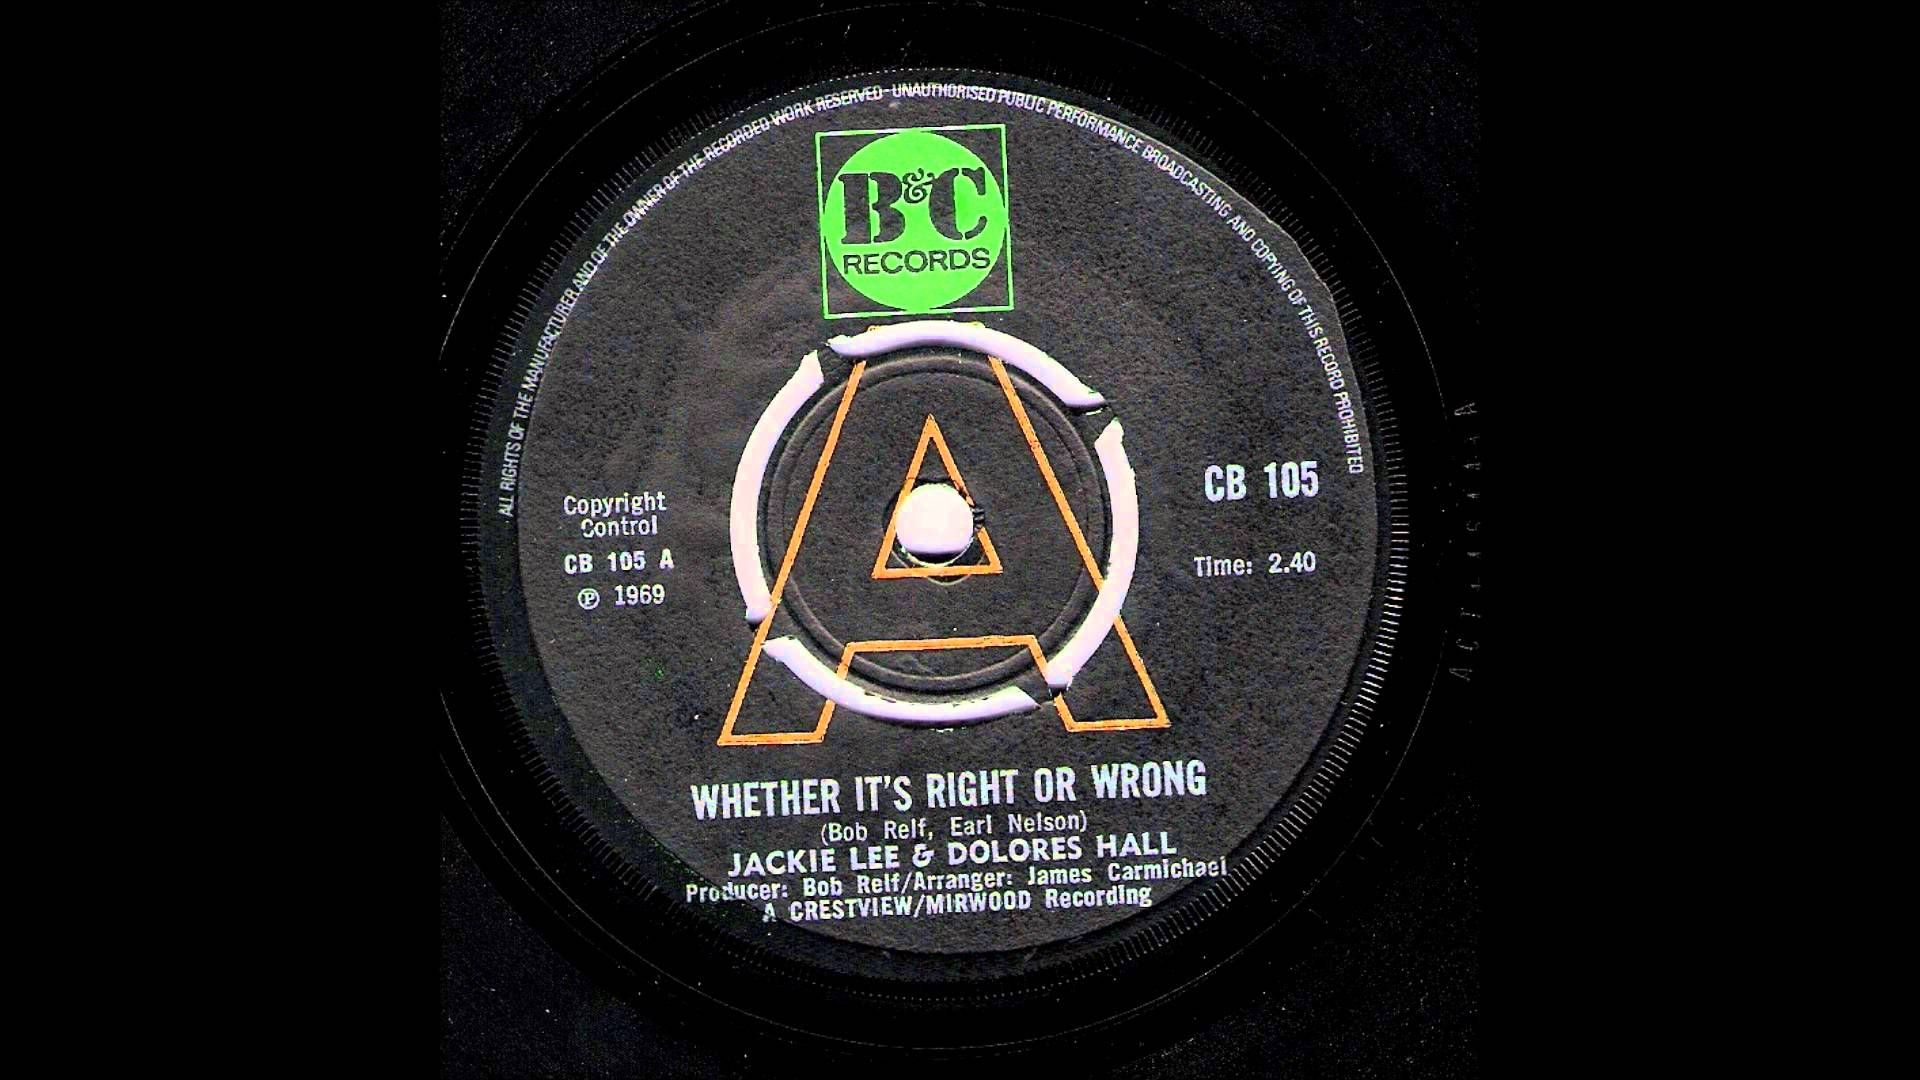 ALL RIGHTS OF THE MANUFACTURER AND OF THE OWNER OF THE RECORDED WORK RESERVED - UNAUTHORISED PUBLIC PERFORMANCE BROADCASTING AND COPYING OF THIS RECORD PROHIBITED
B&C
RECORDS
A
Copyright
Control
CB 105 A
℗ 1969
CB 105
Time: 2.40
WHETHER IT'S RIGHT OR WRONG
(Bob Relf, Earl Nelson)
JACKIE LEE & DOLORES HALL
Producer: Bob Relf/Arranger: James Carmichael
A CRESTVIEW/MIRWOOD Recording